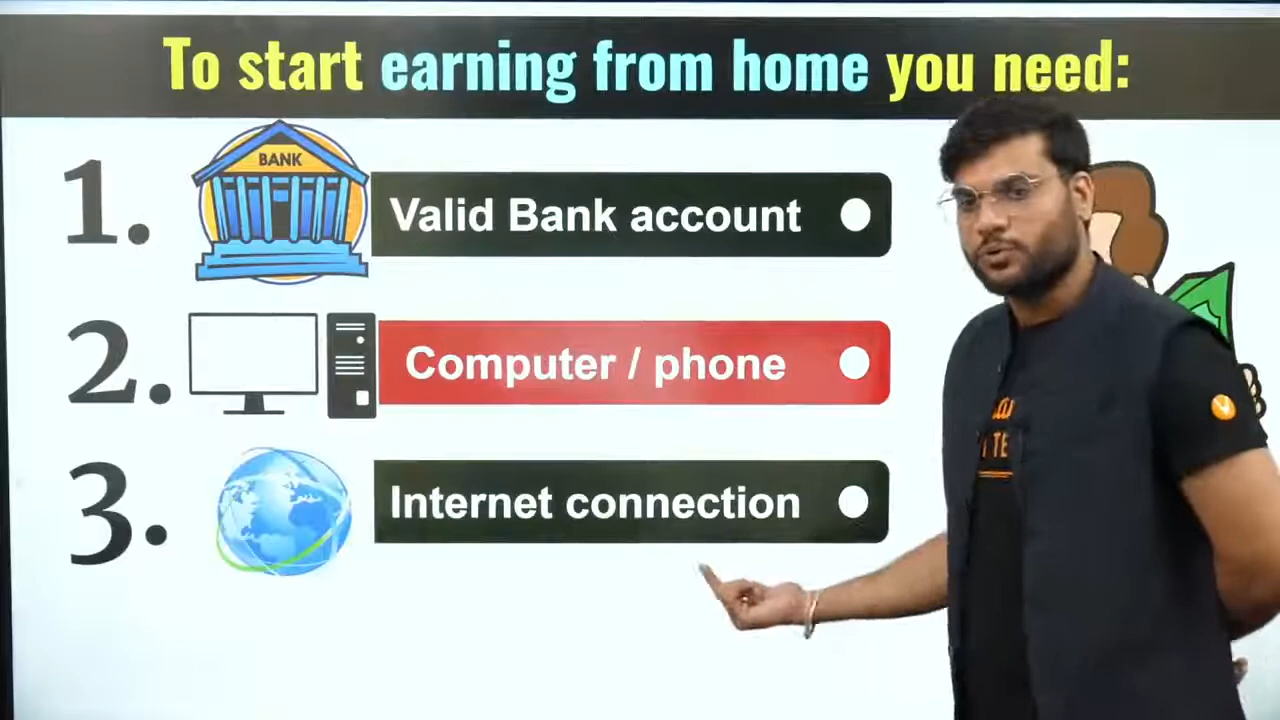 To start earning from home you need:
1.
BANK
Valid Bank account
2.
Computer / phone
3.
Internet connection
V